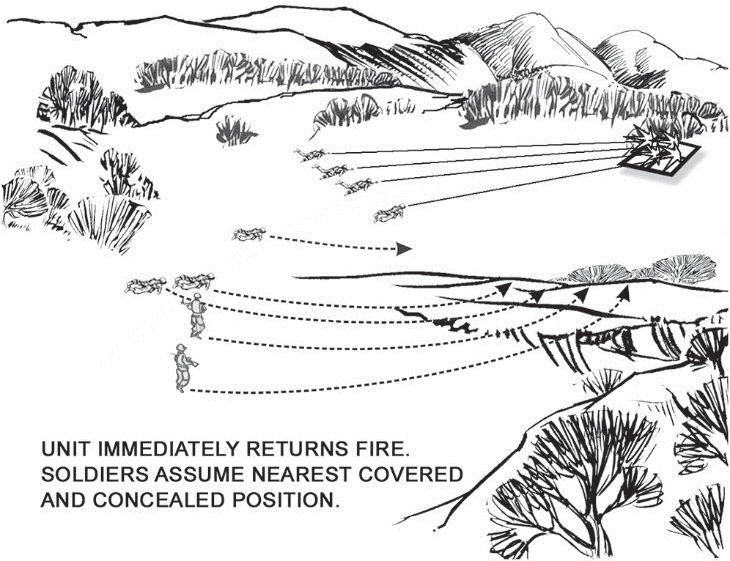 UNIT IMMEDIATELY RETURNS FIRE.
SOLDIERS ASSUME NEAREST COVERED
AND CONCEALED POSITION.